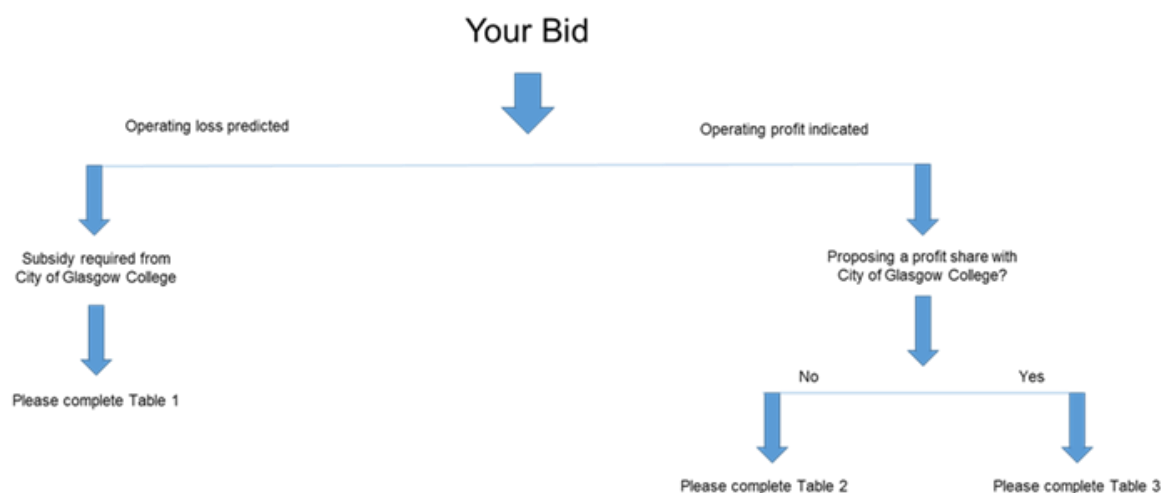 Your Bid
Operating loss predicted
Operating profit indicated
Subsidy required from
City of Glasgow College
Proposing a profit share with
City of Glasgow College?
Please complete Table 1
No
Yes
Please complete Table 2
Please complete Table 3